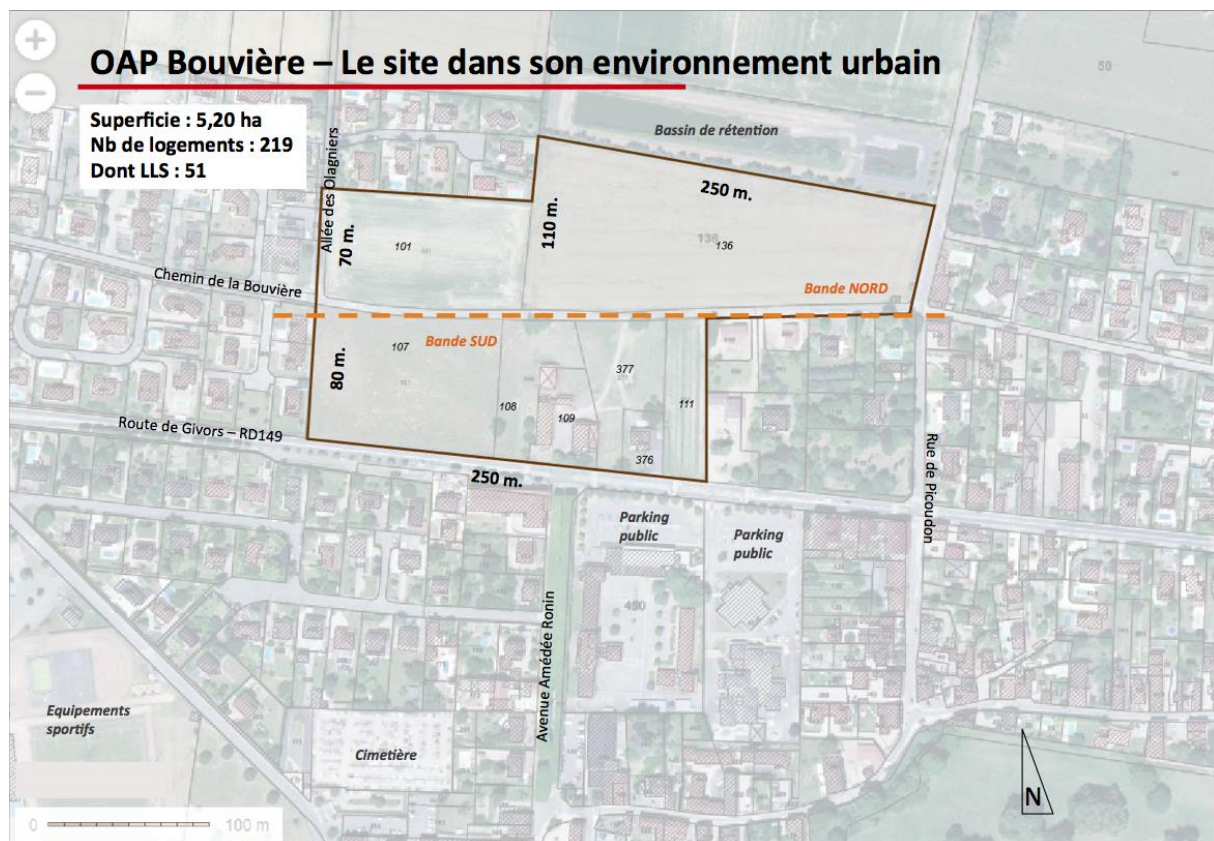 +
−
OAP Bouvière – Le site dans son environnement urbain
Superficie : 5,20 ha
Nb de logements : 219
Dont LLS : 51
50
Bassin de rétention
Allée des Olagniers
250 m.
110 m.
70 m.
101
136
136
Chemin de la Bouvière
Bande NORD
Bande SUD
107
80 m.
377
108
109
111
376
Route de Givors – RD149
250 m.
Rue de Picoudon
Parking
public
Parking
public
490
Avenue Amédée Ronin
Equipements
sportifs
Cimetière
N
0
100 m